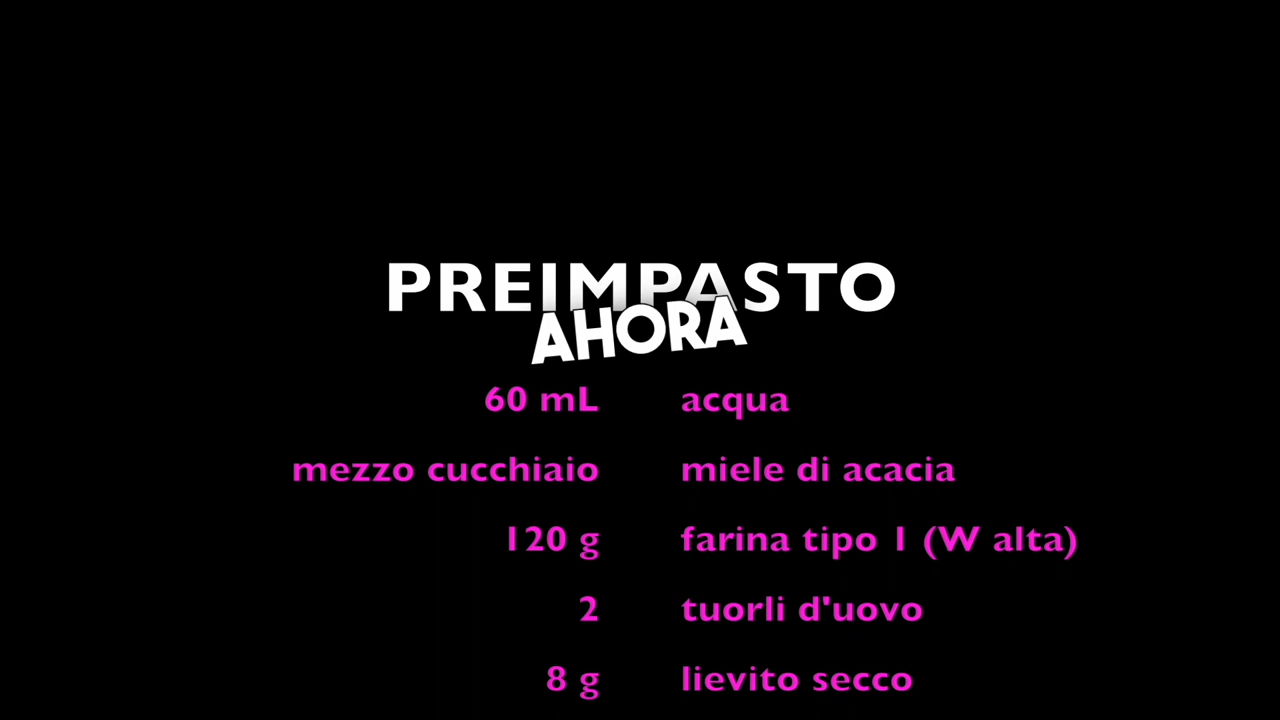 PREIMPASTO
AHORA
60 mL acqua
mezzo cucchiaio miele di acacia
120 g farina tipo 1 (W alta)
2 tuorli d'uovo
8 g lievito secco